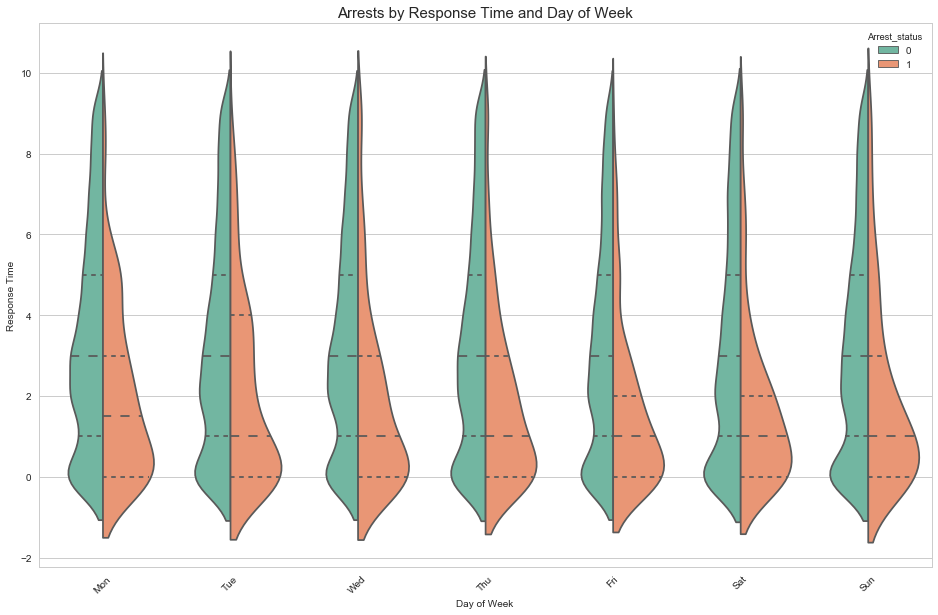 Arrests by Response Time and Day of Week
Arrest_status
0
1
Response Time
10
8
6
4
2
0
−2
Mon
Tue
Wed
Thu
Fri
Sat
Sun
Day of Week